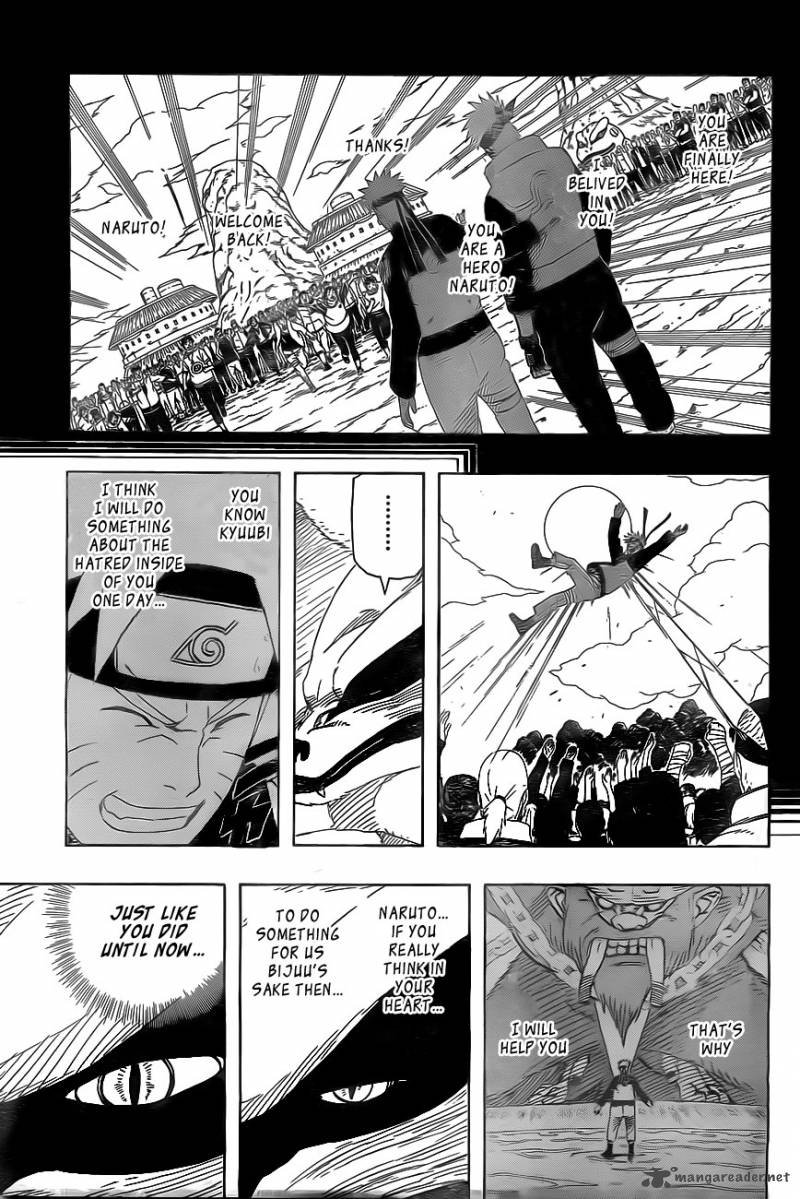 YOU
ARE
FINALLY
HERE!
I
BELIVED
IN
YOU!
THANKS!
YOU
ARE A
HERO
NARUTO!
WELCOME
BACK!
NARUTO!
.........
YOU
KNOW
KYUUBI
I THINK
I WILL DO
SOMETHING
ABOUT THE
HATRED INSIDE
OF YOU
ONE DAY...
THAT'S
WHY
I WILL
HELP YOU
NARUTO...
IF YOU
REALLY
THINK IN
YOUR
HEART...
TO DO
SOMETHING
FOR US
BIJUU'S
SAKE THEN...
JUST LIKE
YOU DID
UNTIL NOW...
mangareader.net